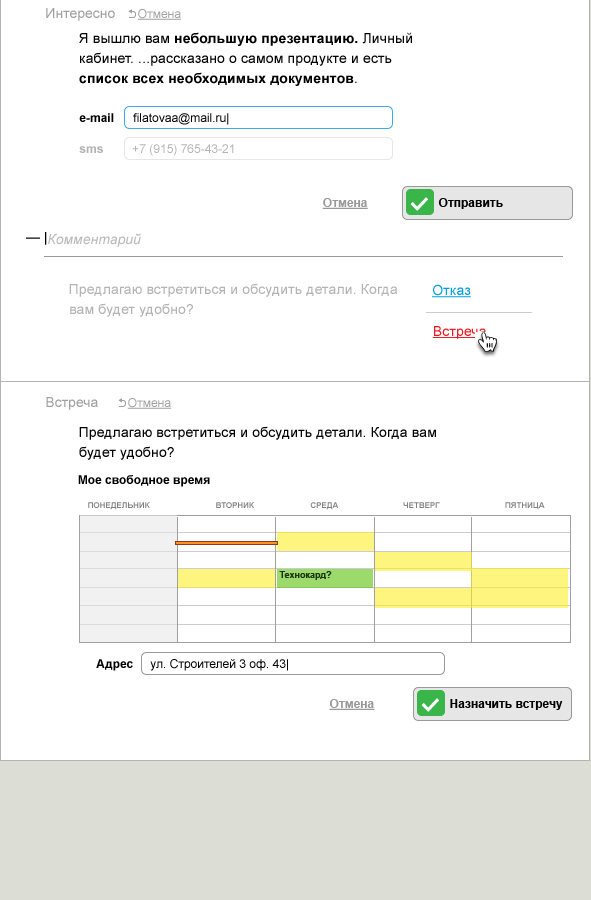 Интересно Отмена
Я вышлю вам небольшую презентацию. Личный
кабинет. ...рассказано о самом продукте и есть
список всех необходимых документов.
e-mail filatovaa@mail.ru
sms +7 (915) 765-43-21
Отмена Отправить
— Комментарий
Предлагаю встретиться и обсудить детали. Когда
вам будет удобно?
Отказ
Встреча
Встреча Отмена
Предлагаю встретиться и обсудить детали. Когда вам
будет удобно?
Мое свободное время
ПОНЕДЕЛЬНИК ВТОРНИК СРЕДА ЧЕТВЕРГ ПЯТНИЦА
Технокард?
Адрес ул. Строителей 3 оф. 43
Отмена Назначить встречу